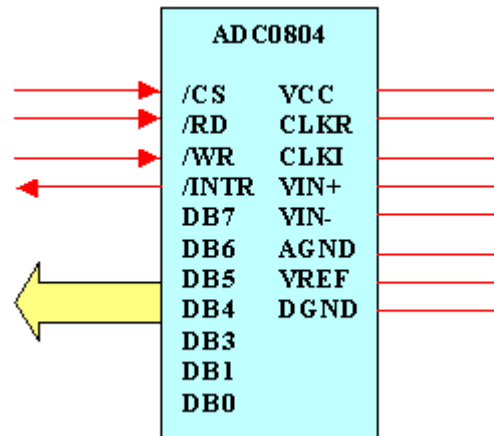 ADC0804
/CS VCC
/RD CLKR
/WR CLKI
/INTR VIN+
DB7 VIN-
DB6 AGND
DB5 VREF
DB4 DGND
DB3
DB1
DB0